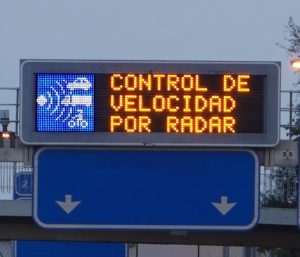 CONTROL DE
VELOCIDAD
POR RADAR